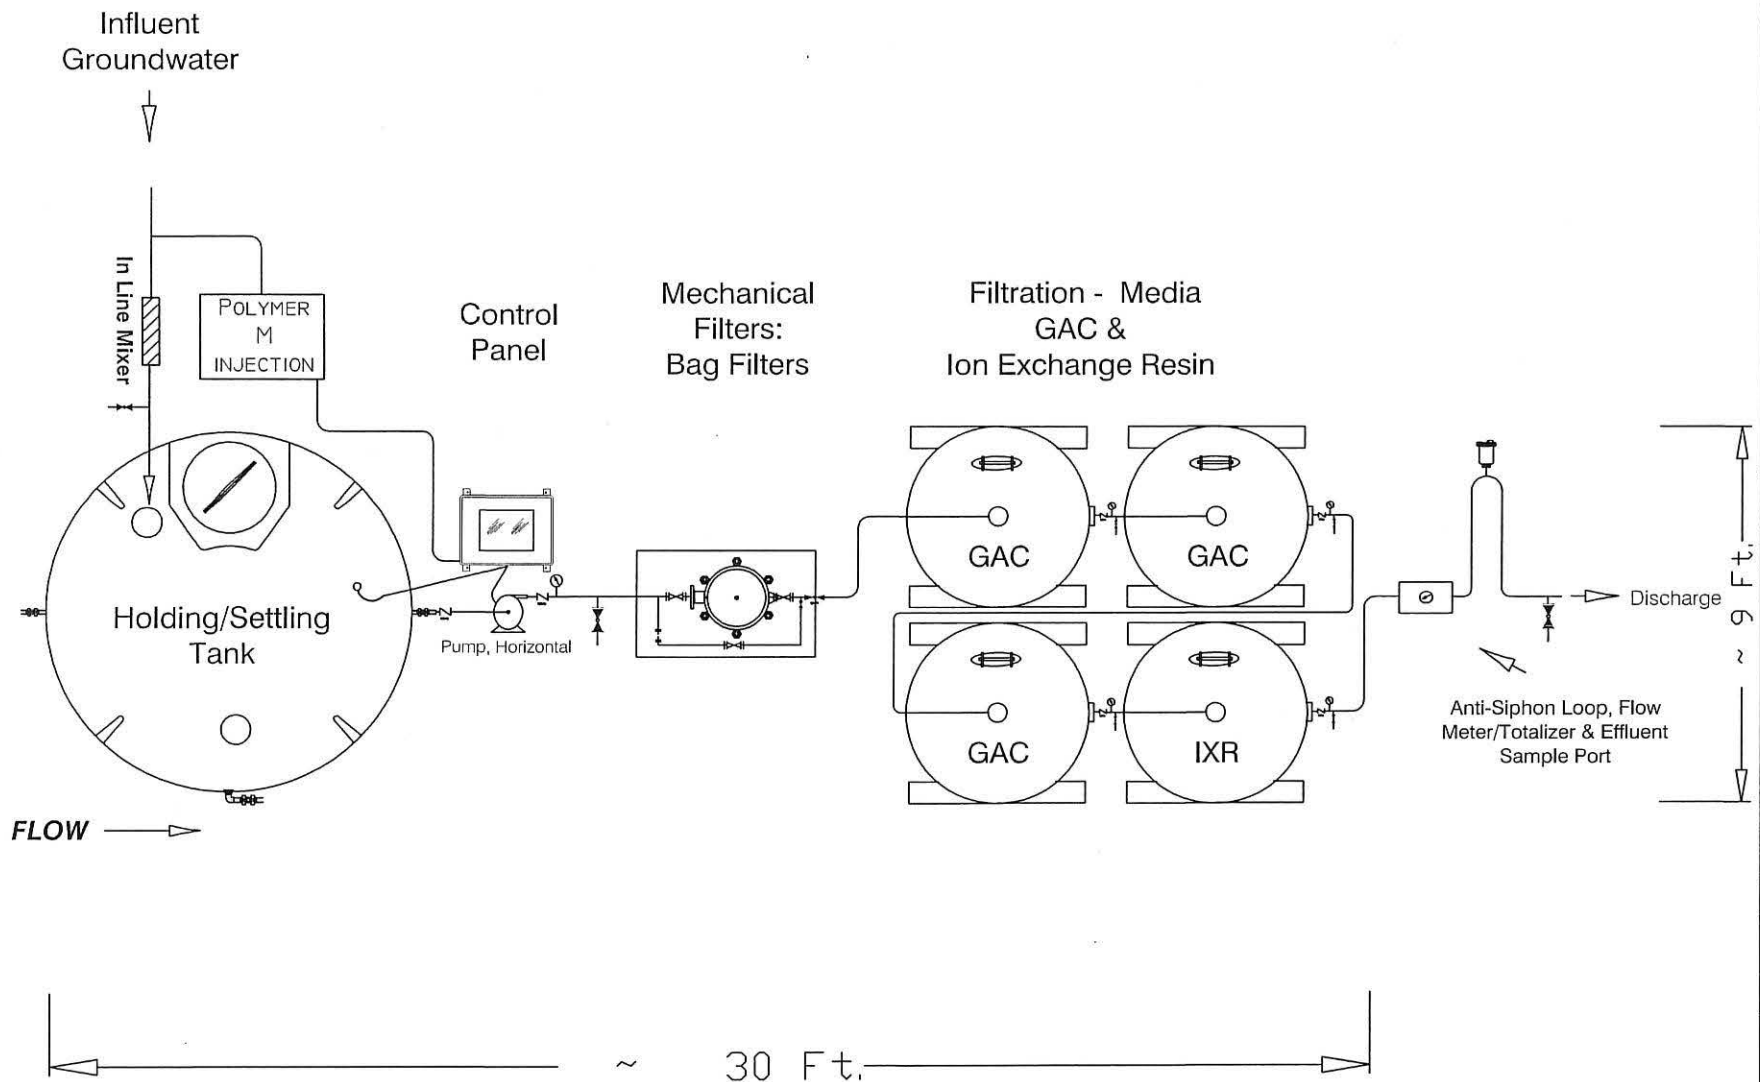 Influent
Groundwater
In Line Mixer
POLYMER
M
INJECTION
Control
Panel
Mechanical
Filters:
Bag Filters
Filtration - Media
GAC &
Ion Exchange Resin
GAC
GAC
Holding/Settling
Tank
Pump, Horizontal
Discharge
~ 9 Ft.
GAC
IXR
Anti-Siphon Loop, Flow
Meter/Totalizer & Effluent
Sample Port
FLOW
~ 30 Ft.